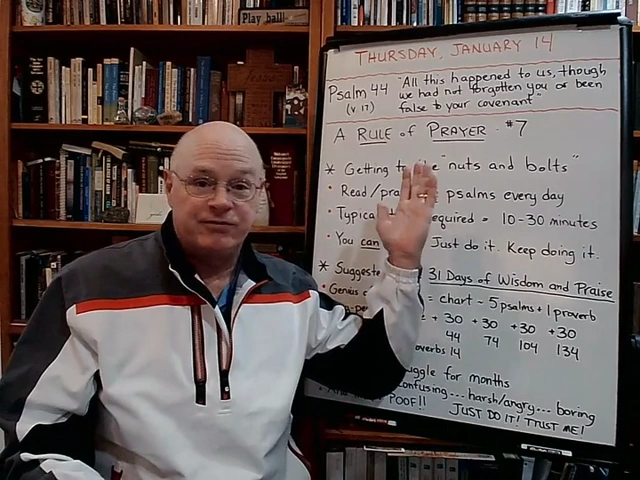 Play ball!
THURSDAY, JANUARY 14
Psalm 44 "All this happened to us, though
(v 17) we had not forgotten you or been
false to your covenant"
A RULE of PRAYER - #7
* Getting to "nuts and bolts"
• Read/pra psalms every day
• Typica equired = 10-30 minutes
• You can Just do it. Keep doing it.
* Suggeste 31 Days of Wisdom and Praise
• Genius = chart - 5 psalms + 1 proverb
+ 30 +30 +30 +30
44 74 104 134
overbs 14
uggle for months
confusing... harsh/angry... boring
POOF!! JUST DO IT! TRUST ME!